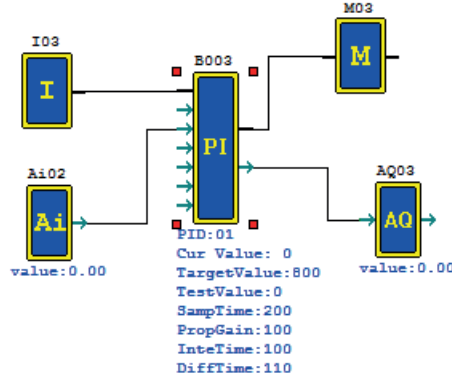 M03
I03
B003
M
I
PI
Ai02
AQ03
Ai
AQ
value:0.00
value:0.00
PID:01
Cur Value: 0
TargetValue:800
TestValue:0
SampTime:200
PropGain:100
InteTime:100
DiffTime:110